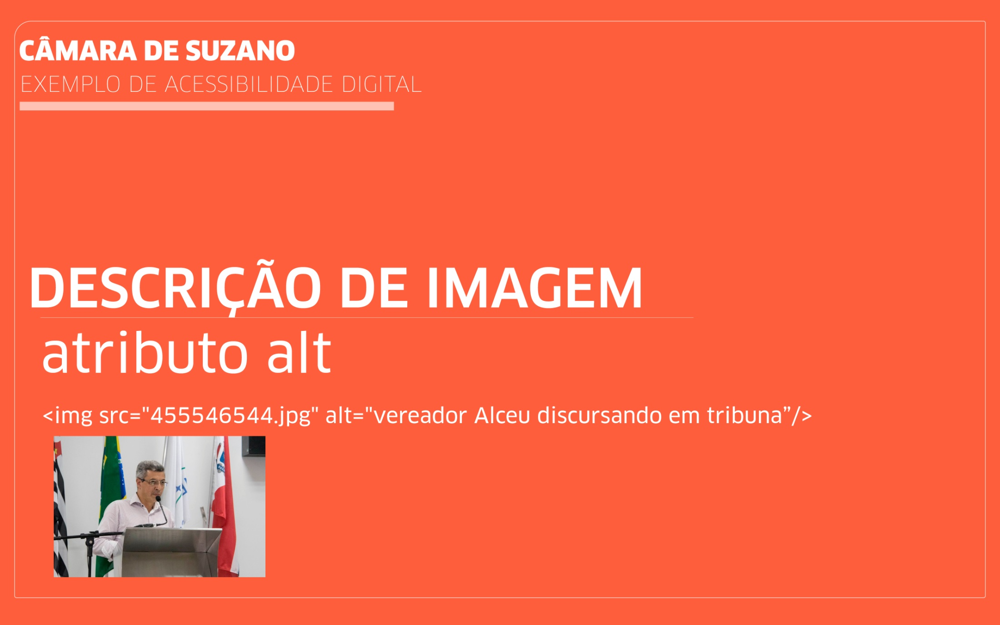 CÂMARA DE SUZANO
EXEMPLO DE ACESSIBILIDADE DIGITAL
DESCRIÇÃO DE IMAGEM
atributo alt
<img src="455546544.jpg" alt="vereador Alceu discursando em tribuna”/>